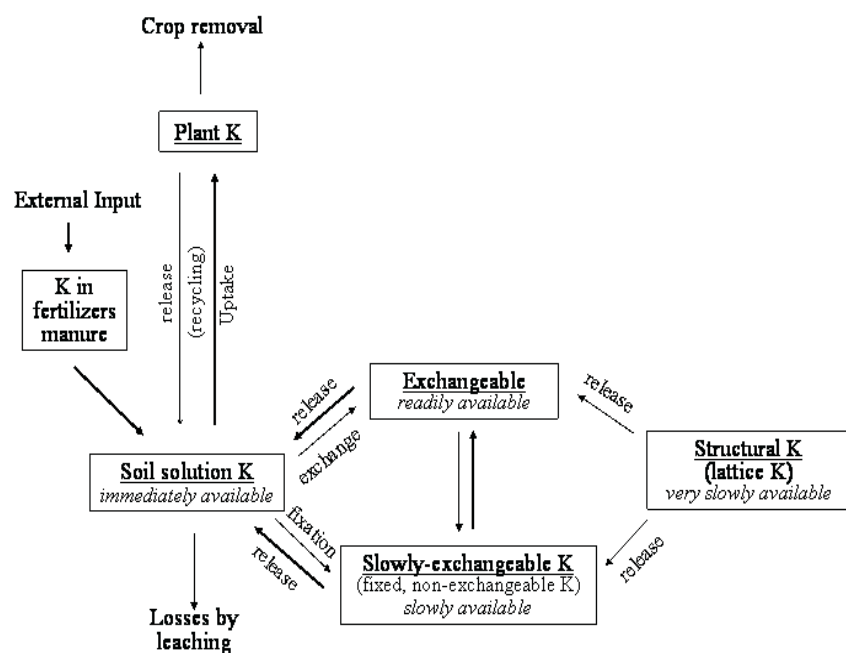 Crop removal
Plant K
External Input
K in
fertilizers
manure
release
(recycling)
Uptake
Exchangeable
readily available
release
exchange
release
Structural K
(lattice K)
very slowly available
Soil solution K
immediately available
fixation
release
Slowly-exchangeable K
(fixed, non-exchangeable K)
slowly available
release
Losses by
leaching